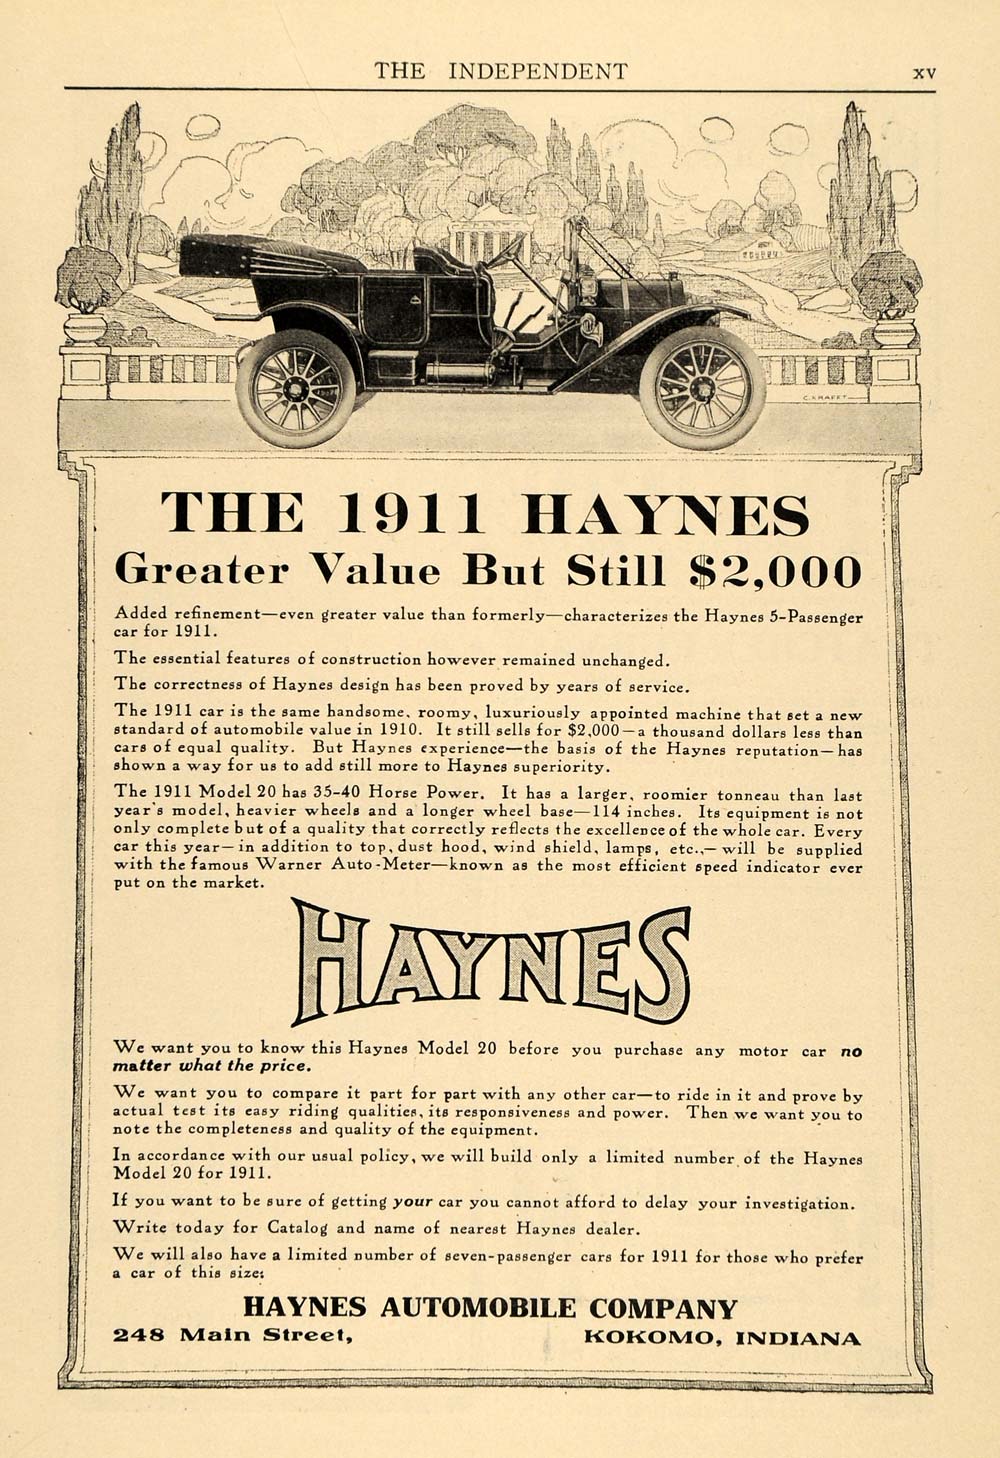 THE INDEPENDENT xv
C. KRAFFT
THE 1911 HAYNES
Greater Value But Still $2,000
Added refinement—even greater value than formerly—characterizes the Haynes 5-Passenger
car for 1911.
The essential features of construction however remained unchanged.
The correctness of Haynes design has been proved by years of service.
The 1911 car is the same handsome, roomy, luxuriously appointed machine that set a new
standard of automobile value in 1910. It still sells for $2,000—a thousand dollars less than
cars of equal quality. But Haynes experience—the basis of the Haynes reputation—has
shown a way for us to add still more to Haynes superiority.
The 1911 Model 20 has 35-40 Horse Power. It has a larger, roomier tonneau than last
year's model, heavier wheels and a longer wheel base—114 inches. Its equipment is not
only complete but of a quality that correctly reflects the excellence of the whole car. Every
car this year—in addition to top, dust hood, wind shield, lamps, etc.,—will be supplied
with the famous Warner Auto-Meter—known as the most efficient speed indicator ever
put on the market.
HAYNES
We want you to know this Haynes Model 20 before you purchase any motor car no
matter what the price.
We want you to compare it part for part with any other car—to ride in it and prove by
actual test its easy riding qualities, its responsiveness and power. Then we want you to
note the completeness and quality of the equipment.
In accordance with our usual policy, we will build only a limited number of the Haynes
Model 20 for 1911.
If you want to be sure of getting your car you cannot afford to delay your investigation.
Write today for Catalog and name of nearest Haynes dealer.
We will also have a limited number of seven-passenger cars for 1911 for those who prefer
a car of this size:
HAYNES AUTOMOBILE COMPANY
248 Main Street, KOKOMO, INDIANA